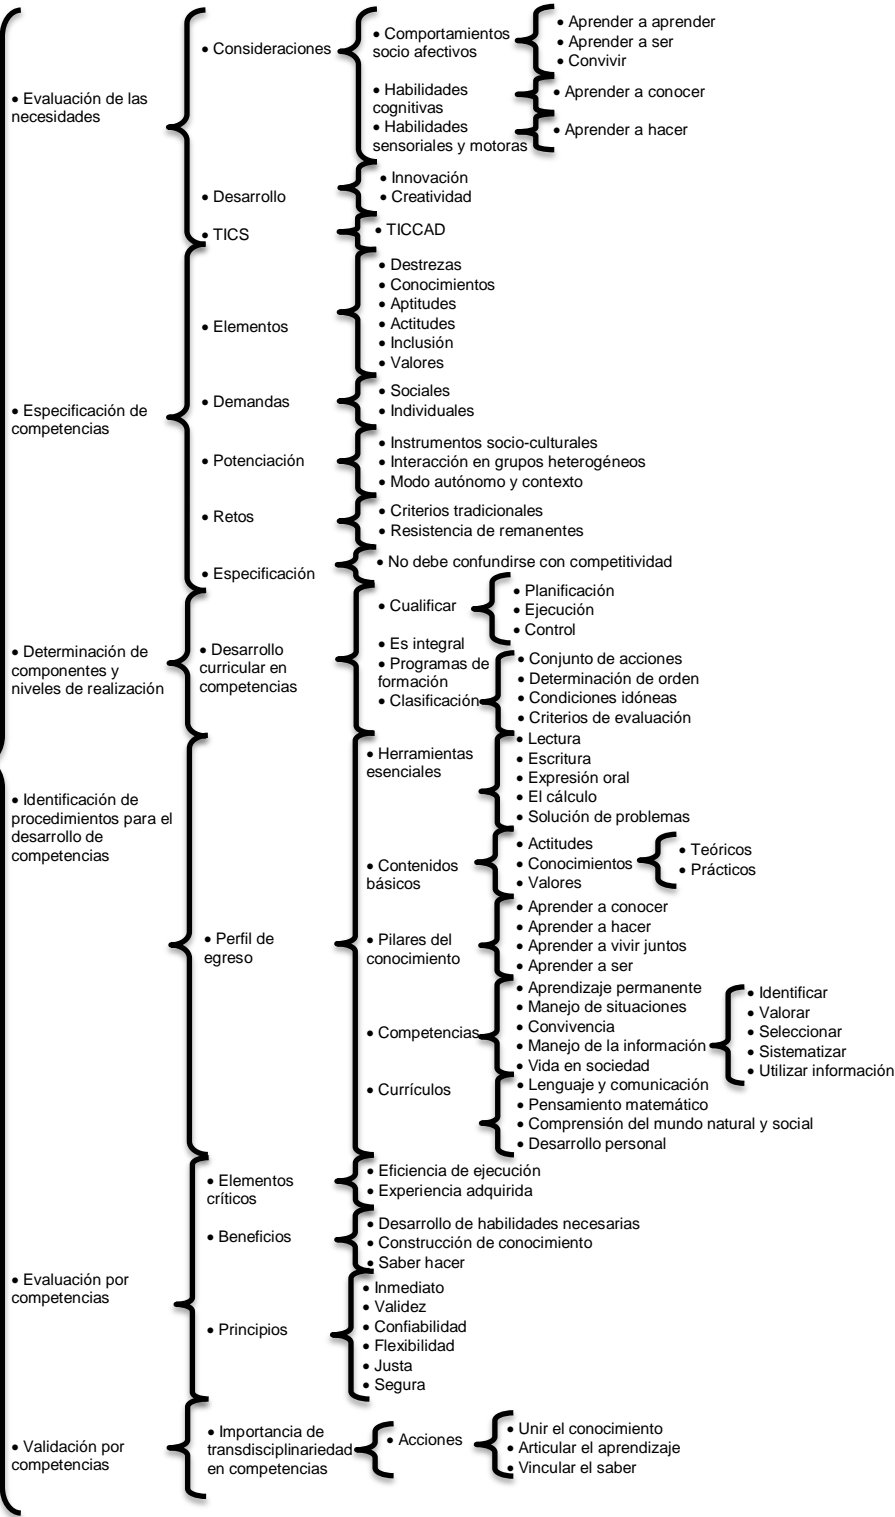 • Evaluación de las
necesidades
• Consideraciones
• Comportamientos
socio afectivos
• Aprender a aprender
• Aprender a ser
• Convivir
• Habilidades
cognitivas
• Aprender a conocer
• Habilidades
sensoriales y motoras
• Aprender a hacer
• Desarrollo
• Innovación
• Creatividad
• TICS
• TICCAD
• Especificación de
competencias
• Elementos
• Destrezas
• Conocimientos
• Aptitudes
• Actitudes
• Inclusión
• Valores
• Demandas
• Sociales
• Individuales
• Potenciación
• Instrumentos socio-culturales
• Interacción en grupos heterogéneos
• Modo autónomo y contexto
• Retos
• Criterios tradicionales
• Resistencia de remanentes
• Especificación
• No debe confundirse con competitividad
• Determinación de
componentes y
niveles de realización
• Desarrollo
curricular en
competencias
• Cualificar
• Planificación
• Ejecución
• Control
• Es integral
• Programas de
formación
• Clasificación
• Conjunto de acciones
• Determinación de orden
• Condiciones idóneas
• Criterios de evaluación
• Identificación de
procedimientos para el
desarrollo de
competencias
• Perfil de
egreso
• Herramientas
esenciales
• Lectura
• Escritura
• Expresión oral
• El cálculo
• Solución de problemas
• Contenidos
básicos
• Actitudes
• Conocimientos
• Valores
• Teóricos
• Prácticos
• Pilares del
conocimiento
• Aprender a conocer
• Aprender a hacer
• Aprender a vivir juntos
• Aprender a ser
• Competencias
• Aprendizaje permanente
• Manejo de situaciones
• Convivencia
• Manejo de la información
• Vida en sociedad
• Identificar
• Valorar
• Seleccionar
• Sistematizar
• Utilizar información
• Currículos
• Lenguaje y comunicación
• Pensamiento matemático
• Comprensión del mundo natural y social
• Desarrollo personal
• Evaluación por
competencias
• Elementos
críticos
• Eficiencia de ejecución
• Experiencia adquirida
• Beneficios
• Desarrollo de habilidades necesarias
• Construcción de conocimiento
• Saber hacer
• Principios
• Inmediato
• Validez
• Confiabilidad
• Flexibilidad
• Justa
• Segura
• Validación por
competencias
• Importancia de
transdisciplinariedad
en competencias
• Acciones
• Unir el conocimiento
• Articular el aprendizaje
• Vincular el saber